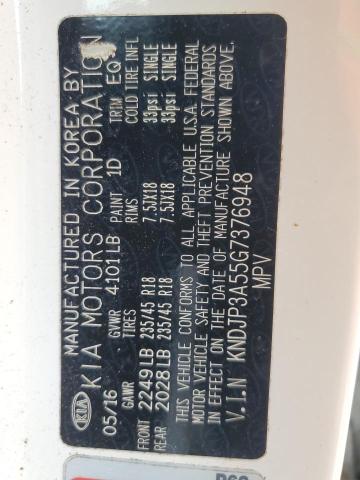 MANUFACTURED IN KOREA BY
KIA KIA MOTORS CORPORATION
05/16 GVWR 4101LB PAINT 1D TRIM EQ
GAWR TIRES RIMS COLD TIRE INFL
FRONT 2249LB 235/45 R18 7.5JX18 33psi SINGLE
REAR 2028LB 235/45 R18 7.5JX18 33psi SINGLE
THIS VEHICLE CONFORMS TO ALL APPLICABLE U.S.A. FEDERAL
MOTOR VEHICLE SAFETY AND THEFT PREVENTION STANDARDS
IN EFFECT ON THE DATE OF MANUFACTURE SHOWN ABOVE.
V.I.N KNDJP3A55G7376948
MPV